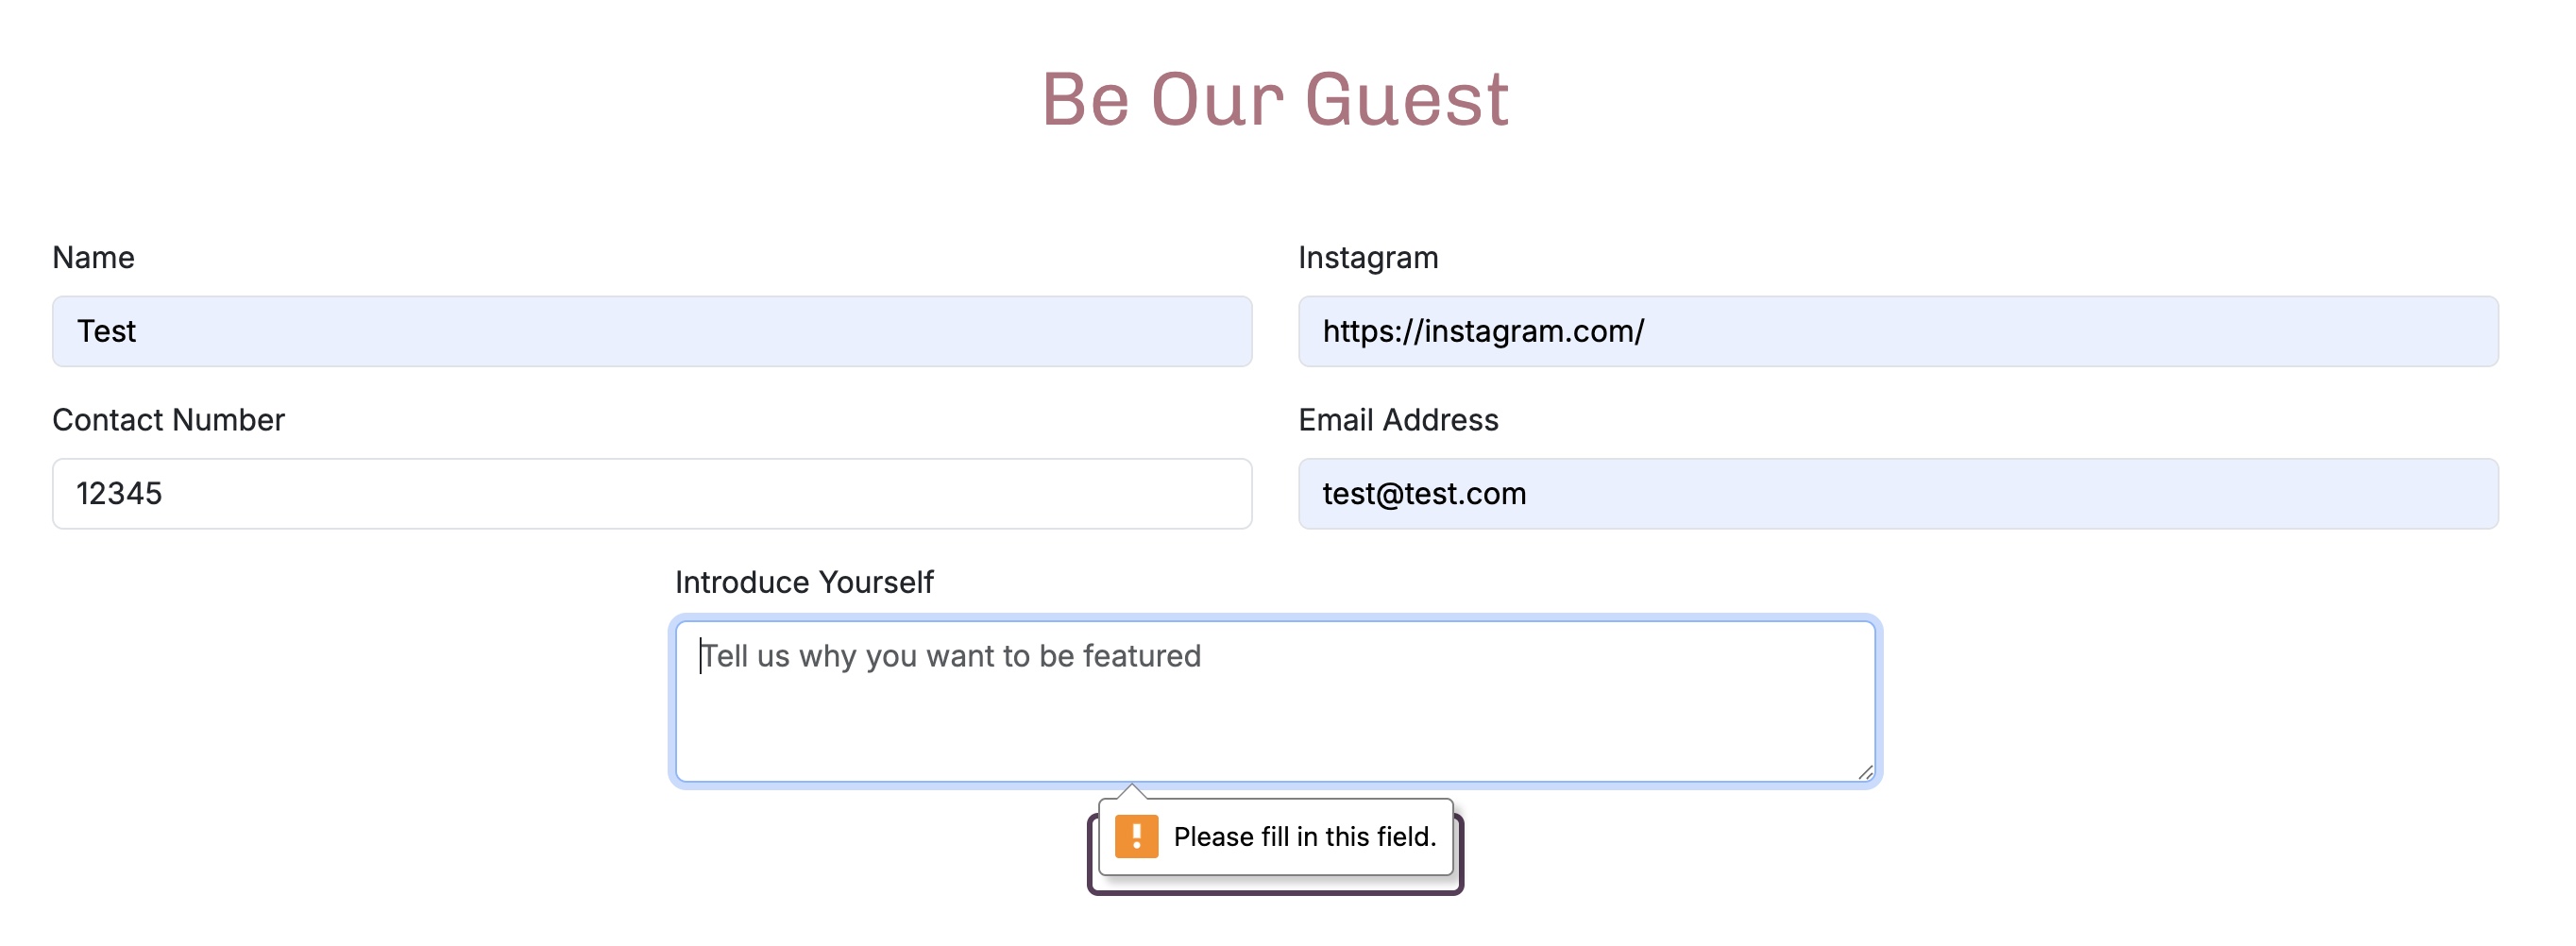 Be Our Guest
Name
Instagram
Test
https://instagram.com/
Contact Number
Email Address
12345
test@test.com
Introduce Yourself
Tell us why you want to be featured
Please fill in this field.